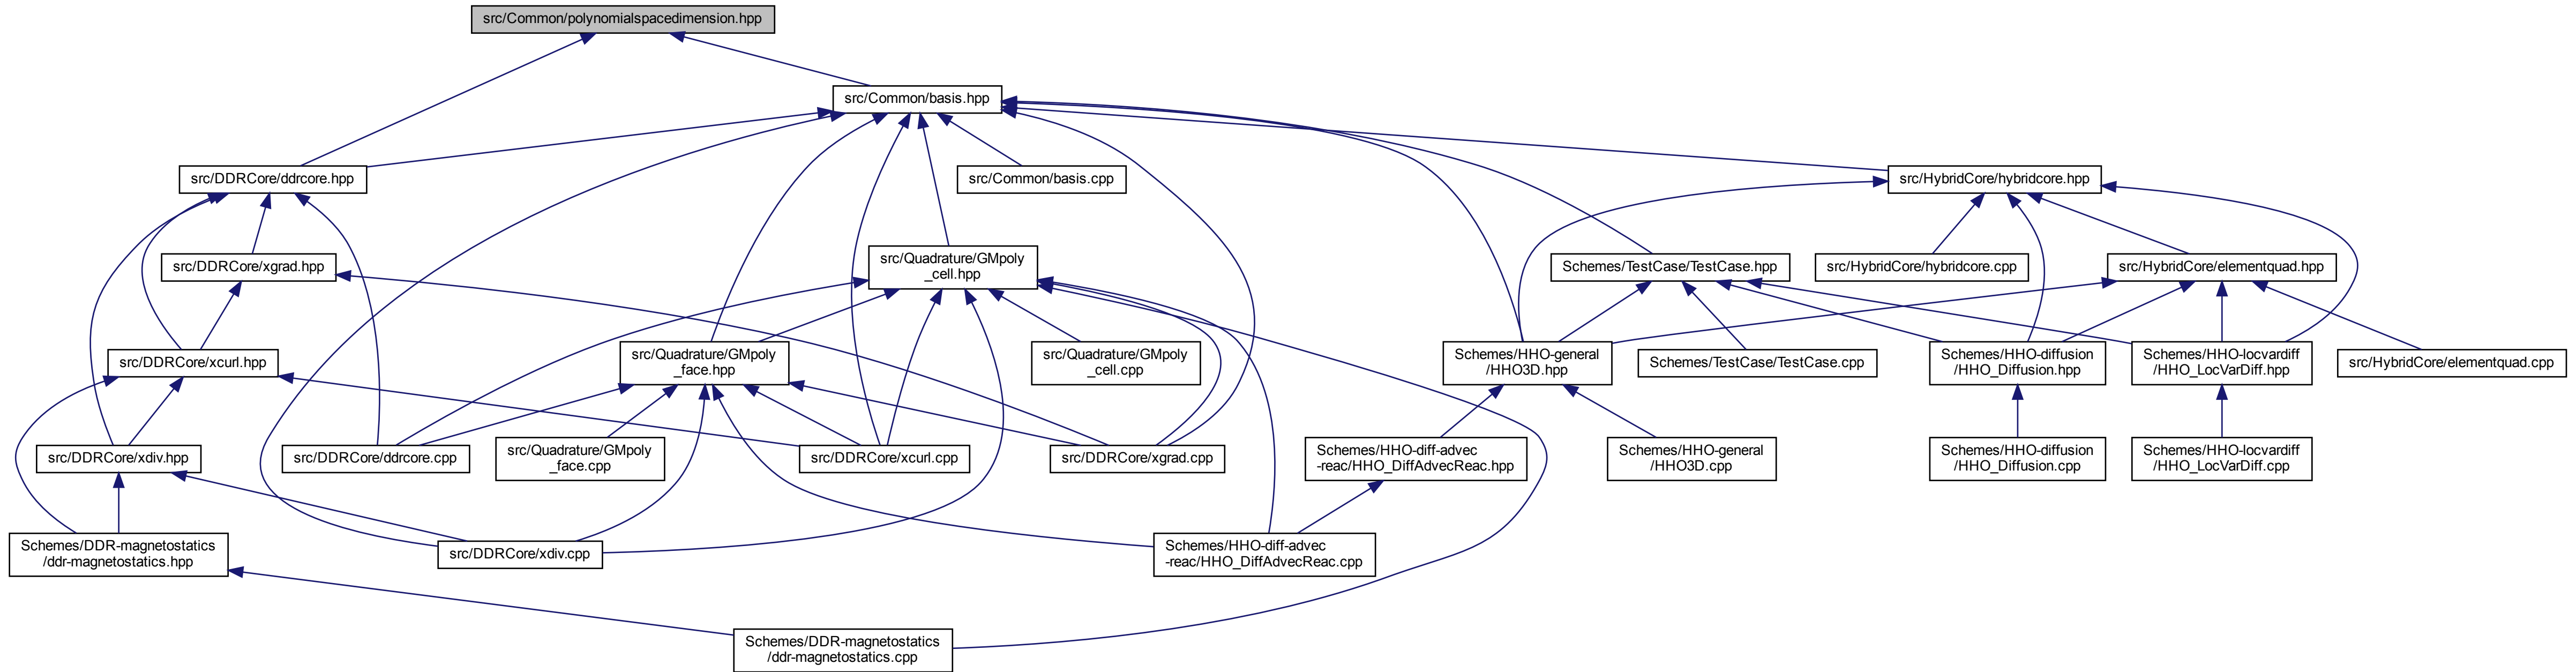 src/Common/polynomialspacedimension.hpp
src/Common/basis.hpp
src/DDRCore/ddrcore.hpp
src/Common/basis.cpp
src/HybridCore/hybridcore.hpp
src/DDRCore/xgrad.hpp
src/Quadrature/GMpoly
_cell.hpp
Schemes/TestCase/TestCase.hpp
src/HybridCore/hybridcore.cpp
src/HybridCore/elementquad.hpp
src/DDRCore/xcurl.hpp
src/Quadrature/GMpoly
_face.hpp
src/Quadrature/GMpoly
_cell.cpp
Schemes/HHO-general
/HHO3D.hpp
Schemes/TestCase/TestCase.cpp
Schemes/HHO-diffusion
/HHO_Diffusion.hpp
Schemes/HHO-locvardiff
/HHO_LocVarDiff.hpp
src/HybridCore/elementquad.cpp
src/DDRCore/xdiv.hpp
src/DDRCore/ddrcore.cpp
src/Quadrature/GMpoly
_face.cpp
src/DDRCore/xcurl.cpp
src/DDRCore/xgrad.cpp
Schemes/HHO-diff-advec
-reac/HHO_DiffAdvecReac.hpp
Schemes/HHO-general
/HHO3D.cpp
Schemes/HHO-diffusion
/HHO_Diffusion.cpp
Schemes/HHO-locvardiff
/HHO_LocVarDiff.cpp
Schemes/DDR-magnetostatics
/ddr-magnetostatics.hpp
src/DDRCore/xdiv.cpp
Schemes/HHO-diff-advec
-reac/HHO_DiffAdvecReac.cpp
Schemes/DDR-magnetostatics
/ddr-magnetostatics.cpp